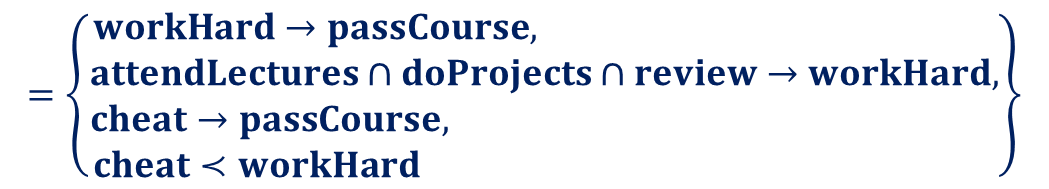 workHard → passCourse,
attendLectures ∩ doProjects ∩ review → workHard,
=
cheat → passCourse,
cheat ≺ workHard